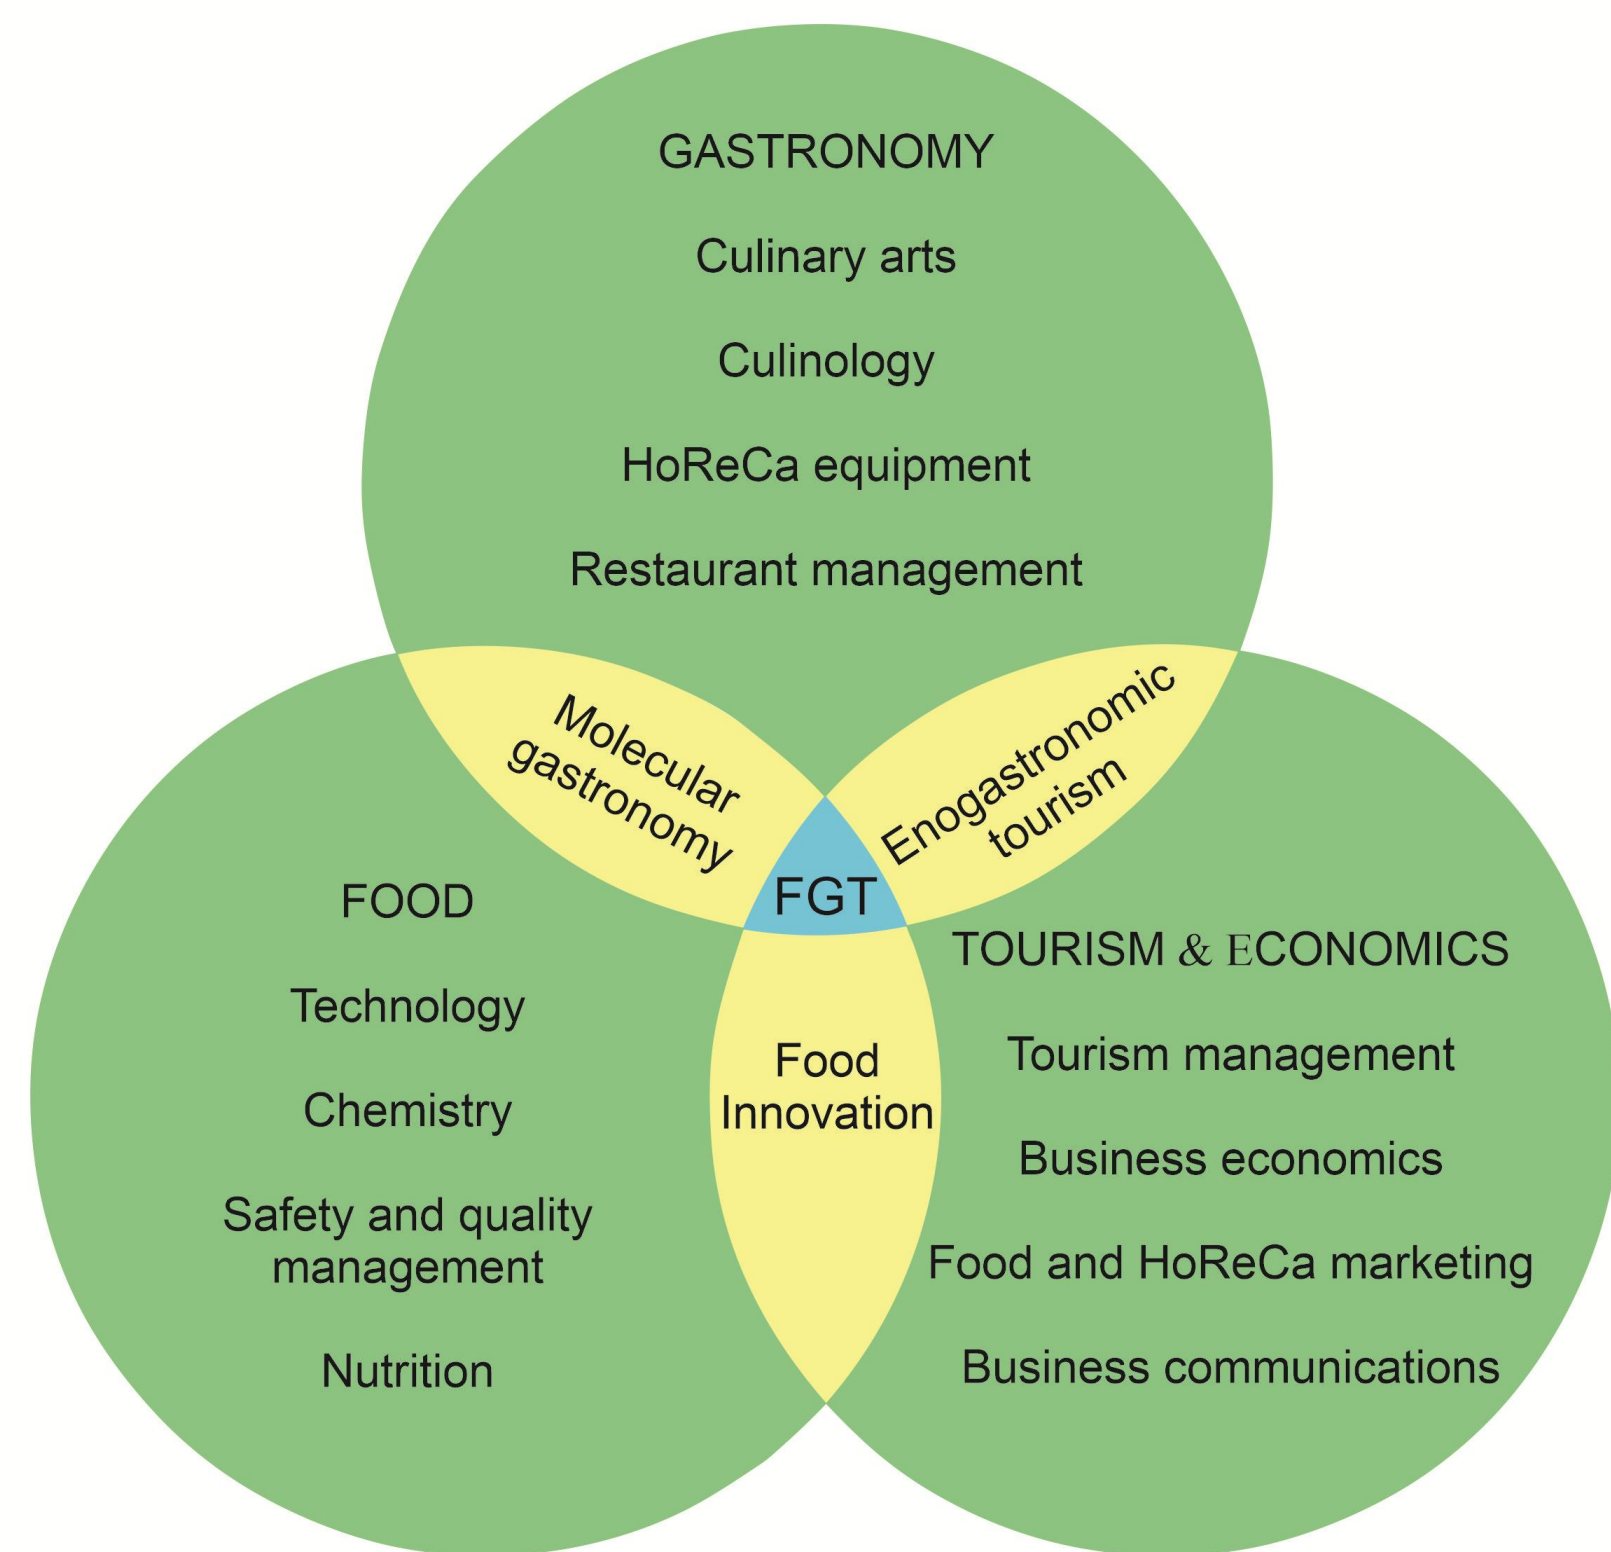 GASTRONOMY
Culinary arts
Culinology
HoReCa equipment
Restaurant management
Molecular
gastronomy
Enogastronomic
tourism
FGT
FOOD
Technology
Chemistry
Safety and quality
management
Nutrition
Food
Innovation
TOURISM & ECONOMICS
Tourism management
Business economics
Food and HoReCa marketing
Business communications